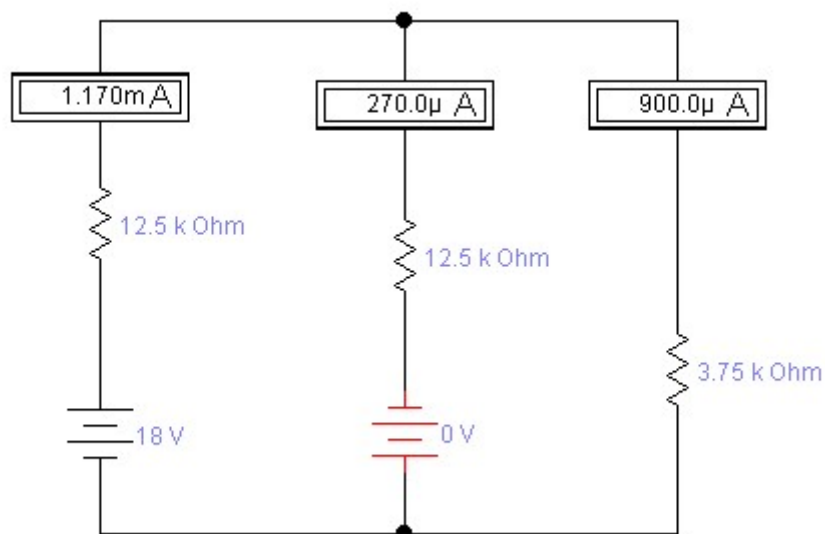 1.170m A
270.0μ A
900.0μ A
12.5 k Ohm
12.5 k Ohm
3.75 k Ohm
18 V
0 V